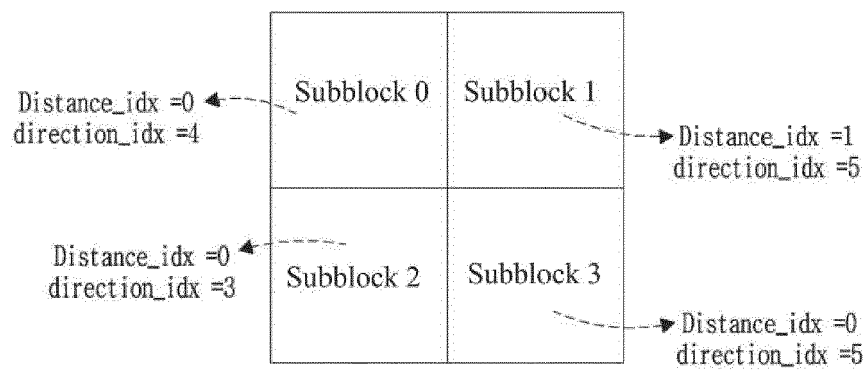 Subblock 0
Subblock 1
Distance_idx =0
direction_idx =4
Distance_idx =1
direction_idx =5
Distance_idx =0
direction_idx =3
Subblock 2
Subblock 3
Distance_idx =0
direction_idx =5